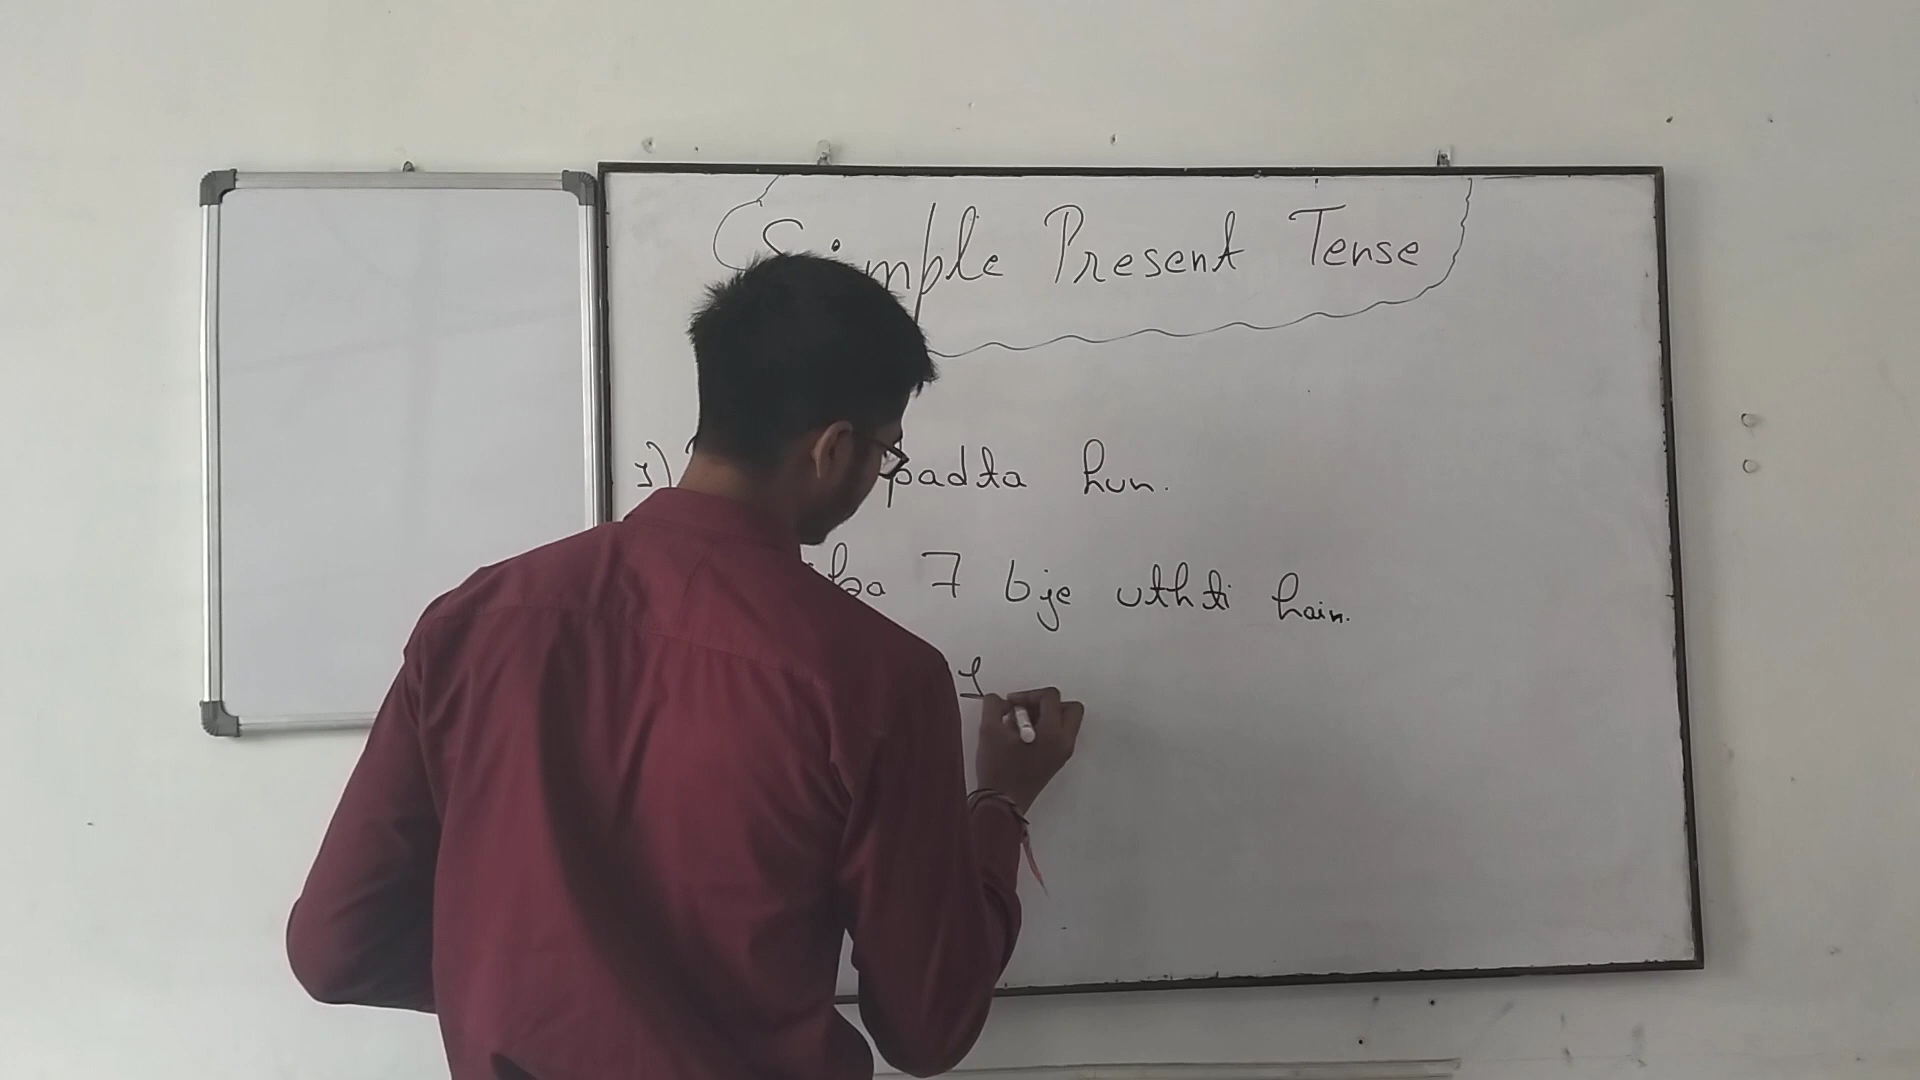 Simple Present Tense
1) padta hun.
7 bje uthti hain.